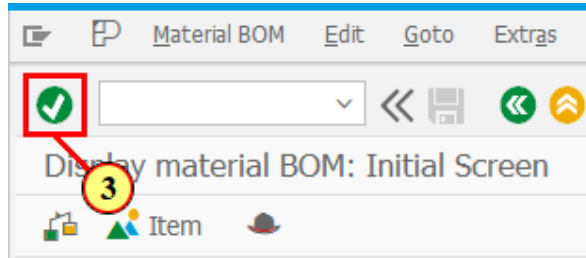 Material BOM Edit Goto Extras
Display material BOM: Initial Screen
3
Item